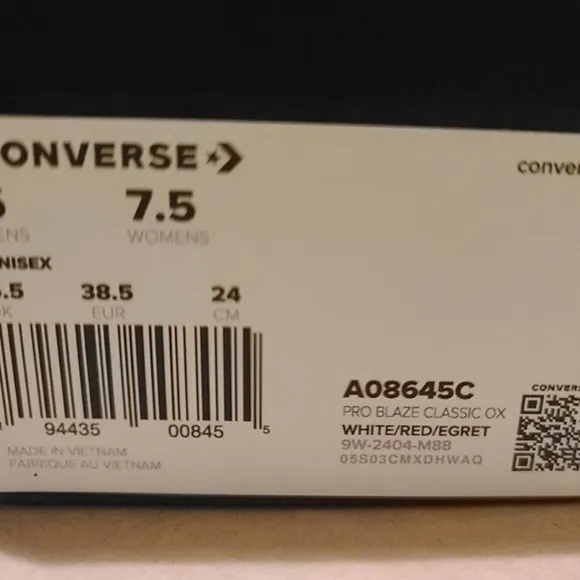 ONVERSE
conver
7.5
WOMENS
NISEX
.5 38.5 24
K EUR CM
94435 00845 5
MADE IN VIETNAM
FABRIQUE AU VIETNAM
A08645C
PRO BLAZE CLASSIC OX
WHITE/RED/EGRET
9W-2404-M88
05S03CMXDHWAQ
CONVERS